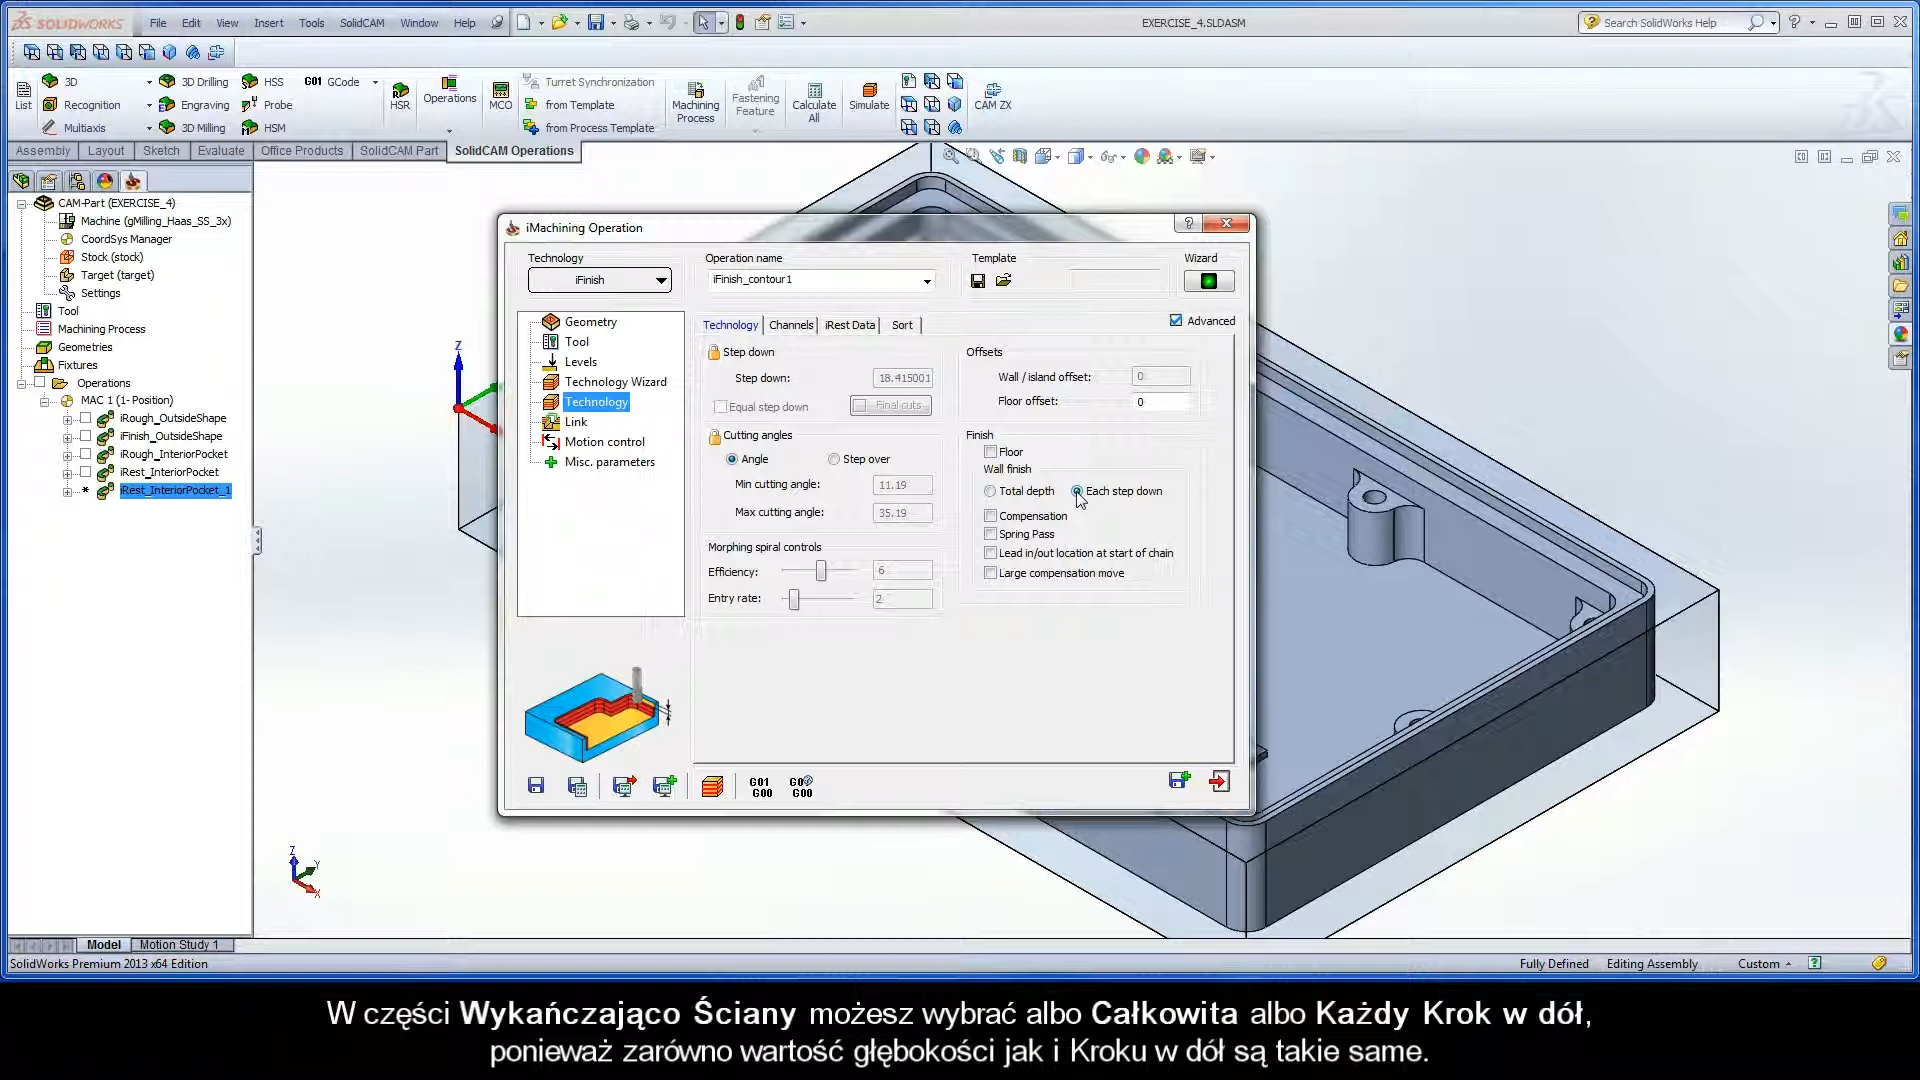 SOLIDWORKS File Edit View Insert Tools SolidCAM Window Help EXERCISE_4.SLDASM Search SolidWorks Help
3D 3D Drilling HSS G01 GCode Turret Synchronization
List Recognition Engraving Probe HSR Operations MCO from Template Machining Process Fastening Feature Calculate All Simulate CAM ZX
Multiaxis 3D Milling HSM from Process Template
Assembly Layout Sketch Evaluate Office Products SolidCAM Part SolidCAM Operations
CAM-Part (EXERCISE_4)
Machine (gMilling_Haas_SS_3x)
CoordSys Manager
Stock (stock)
Target (target)
Settings
Tool
Machining Process
Geometries
Fixtures
Operations
MAC 1 (1- Position)
iRough_OutsideShape
iFinish_OutsideShape
iRough_InteriorPocket
iRest_InteriorPocket
* iRest_InteriorPocket_1
Z
iMachining Operation
Technology Operation name Template Wizard
iFinish iFinish_contour1
Geometry
Tool
Levels
Technology Wizard
Technology
Link
Motion control
Misc. parameters
Technology Channels iRest Data Sort Advanced
Step down
Step down: 18.415001
Equal step down Final cuts
Cutting angles
Angle Step over
Min cutting angle: 11.19
Max cutting angle: 35.19
Morphing spiral controls
Efficiency: 6
Entry rate: 2
Offsets
Wall / island offset: 0
Floor offset: 0
Finish
Floor
Wall finish
Total depth Each step down
Compensation
Spring Pass
Lead in/out location at start of chain
Large compensation move
G01
G00
G00
Z
Y
X
Model Motion Study 1
SolidWorks Premium 2013 x64 Edition Fully Defined Editing Assembly Custom
W części Wykańczająco Ściany możesz wybrać albo Całkowita albo Każdy Krok w dół,
ponieważ zarówno wartość głębokości jak i Kroku w dół są takie same.